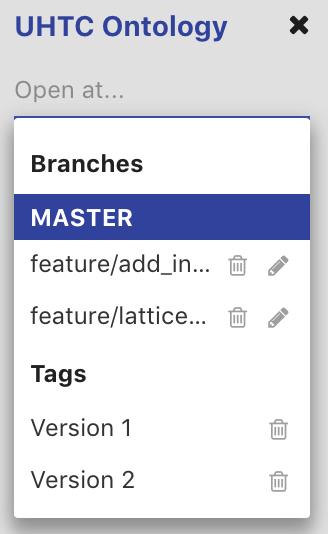 UHTC Ontology
Open at...
Branches
MASTER
feature/add_in...
feature/lattice...
Tags
Version 1
Version 2